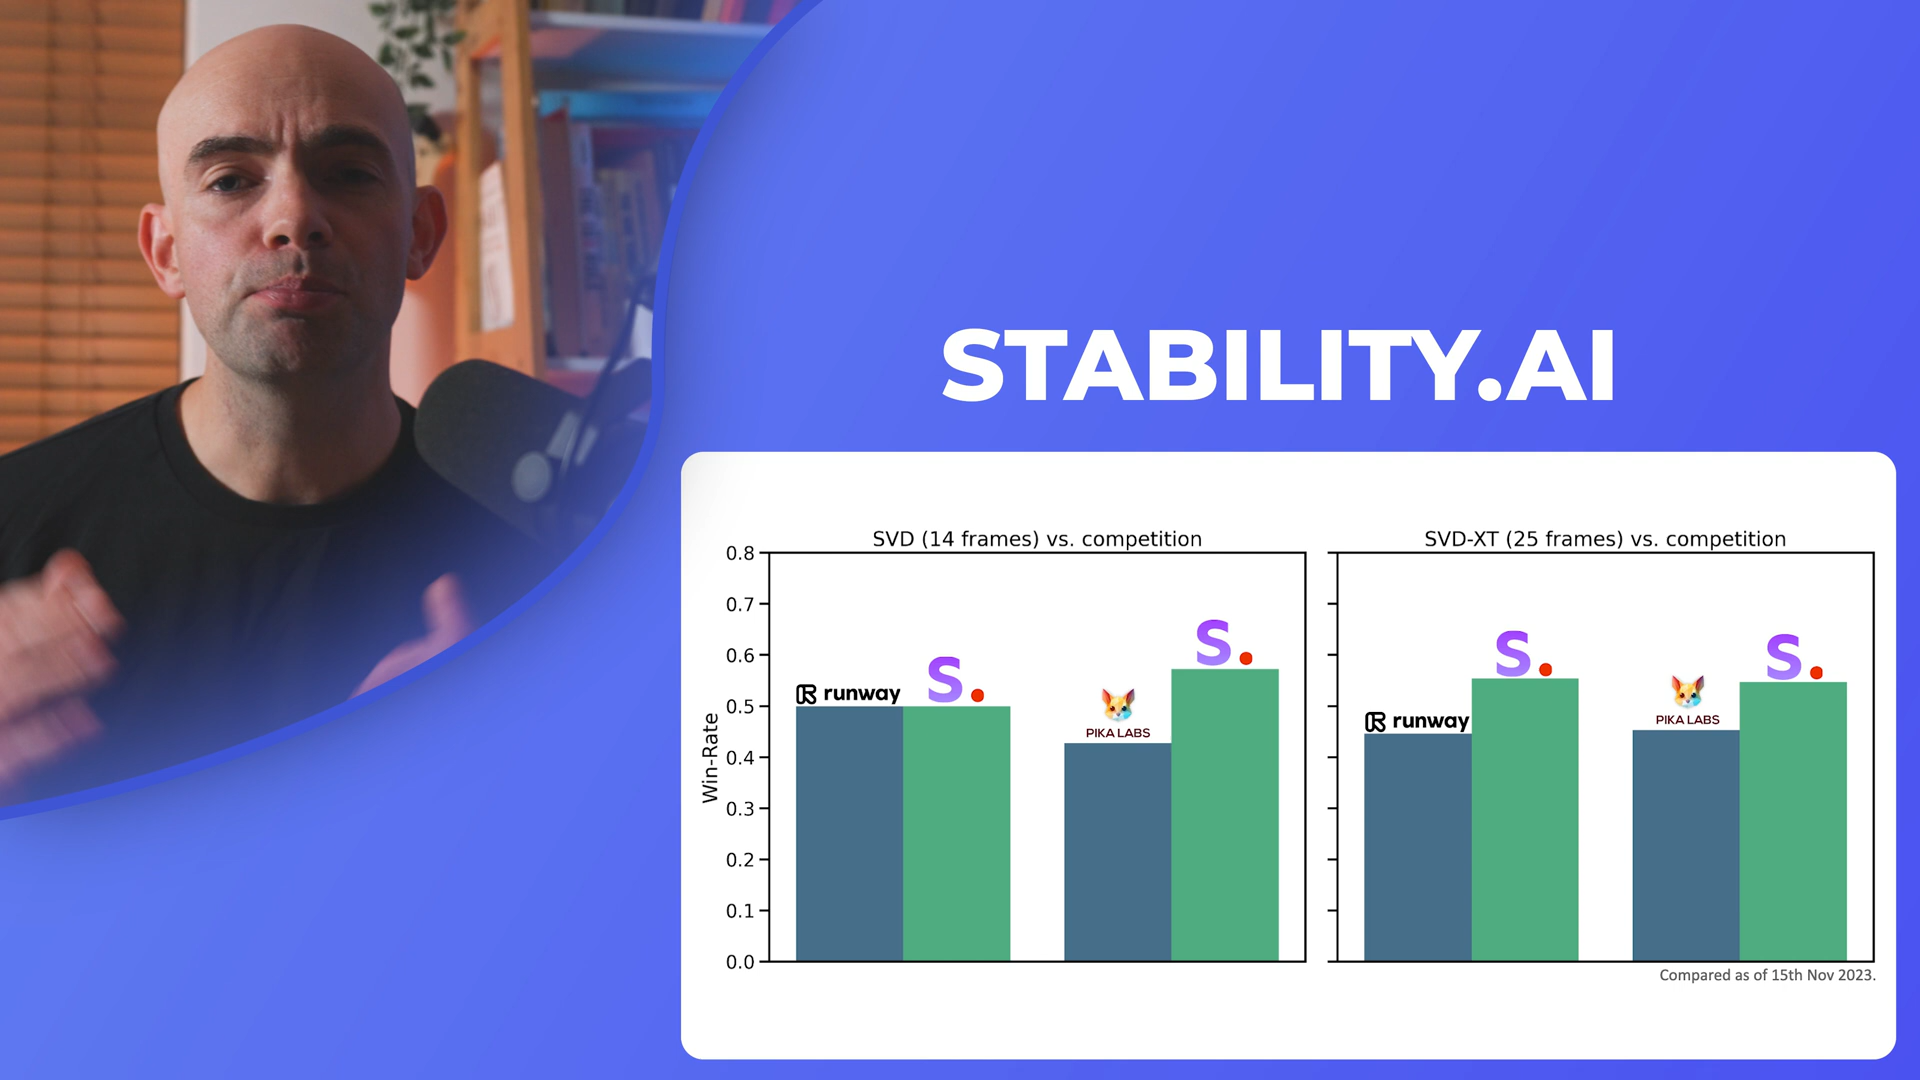 STABILITY.AI
SVD (14 frames) vs. competition
SVD-XT (25 frames) vs. competition
Win-Rate
0.8
0.7
0.6
0.5
0.4
0.3
0.2
0.1
0.0
runway
S.
PIKA LABS
S.
runway
S.
PIKA LABS
S.
Compared as of 15th Nov 2023.